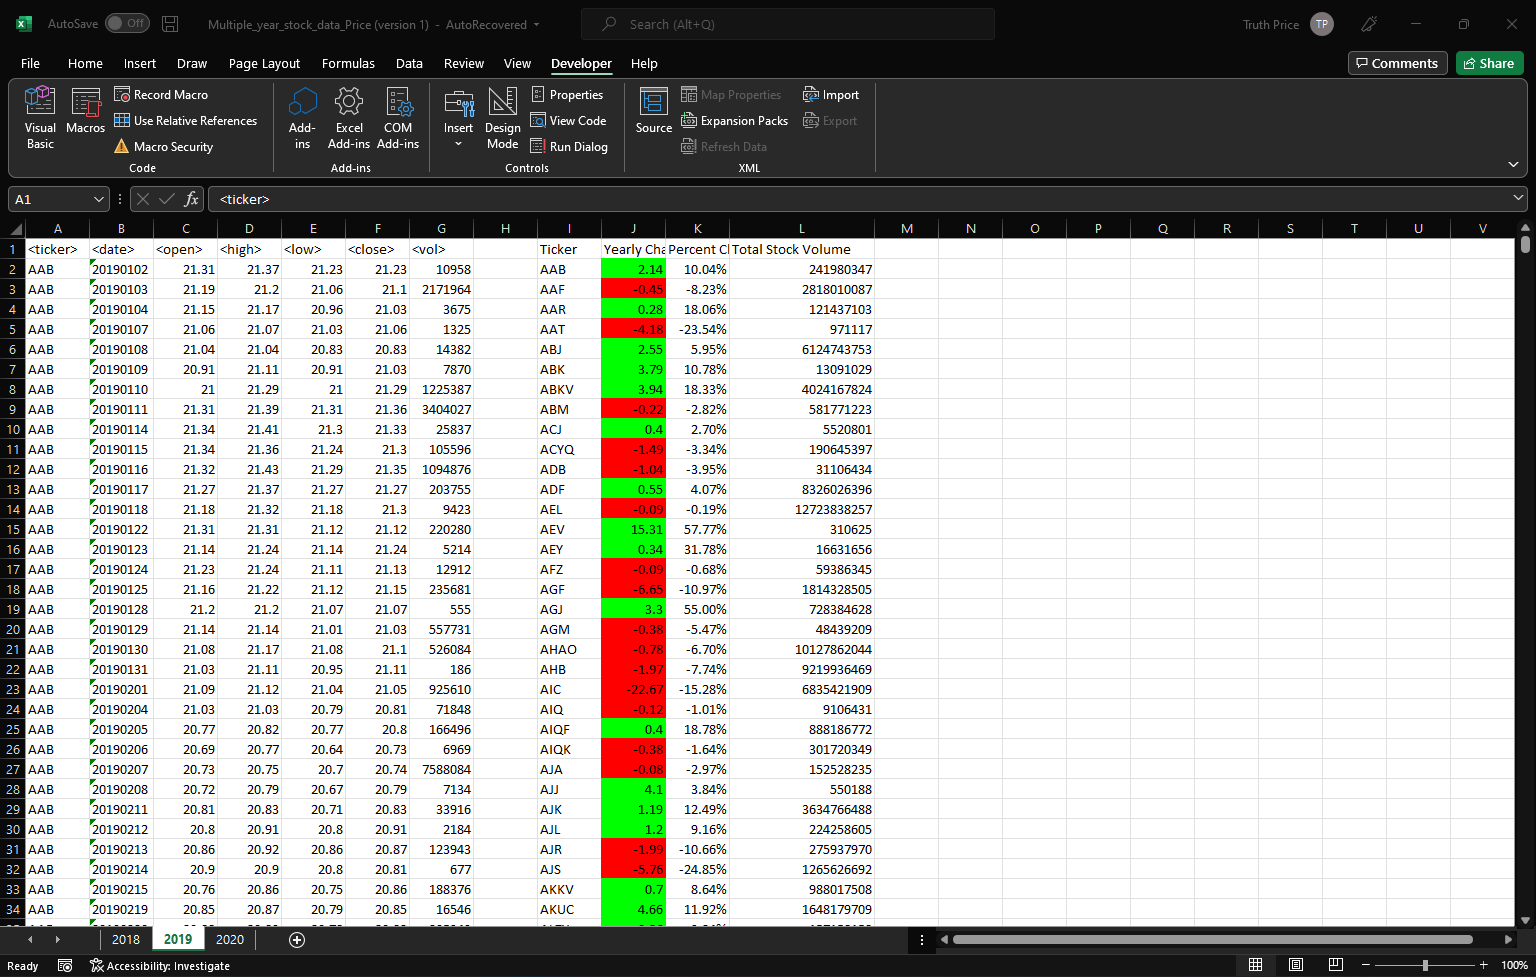 AutoSave Off Multiple_year_stock_data_Price (version 1) - AutoRecovered Search (Alt+Q) Truth Price TP
File Home Insert Draw Page Layout Formulas Data Review View Developer Help Comments Share
Visual Basic
Macros
Record Macro
Use Relative References
Macro Security
Code
Add-ins
Excel Add-ins
COM Add-ins
Add-ins
Insert
Design Mode
Properties
View Code
Run Dialog
Controls
Source
Map Properties
Expansion Packs
Refresh Data
Import
Export
XML
A1 fx <ticker>
A B C D E F G H I J K L M N O P Q R S T U V
1 <ticker> <date> <open> <high> <low> <close> <vol> Ticker Yearly Cha Percent Cl Total Stock Volume
2 AAB 20190102 21.31 21.37 21.23 21.23 10958 AAB 2.14 10.04% 241980347
3 AAB 20190103 21.19 21.2 21.06 21.1 2171964 AAF -0.45 -8.23% 2818010087
4 AAB 20190104 21.15 21.17 20.96 21.03 3675 AAR 0.28 18.06% 121437103
5 AAB 20190107 21.06 21.07 21.03 21.06 1325 AAT -4.18 -23.54% 971117
6 AAB 20190108 21.04 21.04 20.83 20.83 14382 ABJ 2.55 5.95% 6124743753
7 AAB 20190109 20.91 21.11 20.91 21.03 7870 ABK 3.79 10.78% 13091029
8 AAB 20190110 21 21.29 21 21.29 1225387 ABKV 3.94 18.33% 4024167824
9 AAB 20190111 21.31 21.39 21.31 21.36 3404027 ABM -0.22 -2.82% 581771223
10 AAB 20190114 21.34 21.41 21.3 21.33 25837 ACJ 0.4 2.70% 5520801
11 AAB 20190115 21.34 21.36 21.24 21.3 105596 ACYQ -1.49 -3.34% 190645397
12 AAB 20190116 21.32 21.43 21.29 21.35 1094876 ADB -1.04 -3.95% 31106434
13 AAB 20190117 21.27 21.37 21.27 21.27 203755 ADF 0.55 4.07% 8326026396
14 AAB 20190118 21.18 21.32 21.18 21.3 9423 AEL -0.09 -0.19% 12723838257
15 AAB 20190122 21.31 21.31 21.12 21.12 220280 AEV 15.31 57.77% 310625
16 AAB 20190123 21.14 21.24 21.14 21.24 5214 AEY 0.34 31.78% 16631656
17 AAB 20190124 21.23 21.24 21.11 21.13 12912 AFZ -0.09 -0.68% 59386345
18 AAB 20190125 21.16 21.22 21.12 21.15 235681 AGF -6.65 -10.97% 1814328505
19 AAB 20190128 21.2 21.2 21.07 21.07 555 AGJ 3.3 55.00% 728384628
20 AAB 20190129 21.14 21.14 21.01 21.03 557731 AGM -0.38 -5.47% 48439209
21 AAB 20190130 21.08 21.17 21.08 21.1 526084 AHAO -0.78 -6.70% 10127862044
22 AAB 20190131 21.03 21.11 20.95 21.11 186 AHB -1.97 -7.74% 9219936469
23 AAB 20190201 21.09 21.12 21.04 21.05 925610 AIC -22.67 -15.28% 6835421909
24 AAB 20190204 21.03 21.03 20.79 20.81 71848 AIQ -0.12 -1.01% 9106431
25 AAB 20190205 20.77 20.82 20.77 20.8 166496 AIQF 0.4 18.78% 888186772
26 AAB 20190206 20.69 20.77 20.64 20.73 6969 AIQK -0.38 -1.64% 301720349
27 AAB 20190207 20.73 20.75 20.7 20.74 7588084 AJA -0.08 -2.97% 152528235
28 AAB 20190208 20.72 20.79 20.67 20.79 7134 AJJ 4.1 3.84% 550188
29 AAB 20190211 20.81 20.83 20.71 20.83 33916 AJK 1.19 12.49% 3634766488
30 AAB 20190212 20.8 20.91 20.8 20.91 2184 AJL 1.2 9.16% 224258605
31 AAB 20190213 20.86 20.92 20.86 20.87 123943 AJR -1.99 -10.66% 275937970
32 AAB 20190214 20.9 20.9 20.8 20.81 677 AJS -5.76 -24.85% 1265626692
33 AAB 20190215 20.76 20.86 20.75 20.86 188376 AKKV 0.7 8.64% 988017508
34 AAB 20190219 20.85 20.87 20.79 20.85 16546 AKUC 4.66 11.92% 1648179709
2018 2019 2020
Ready Accessibility: Investigate 100%